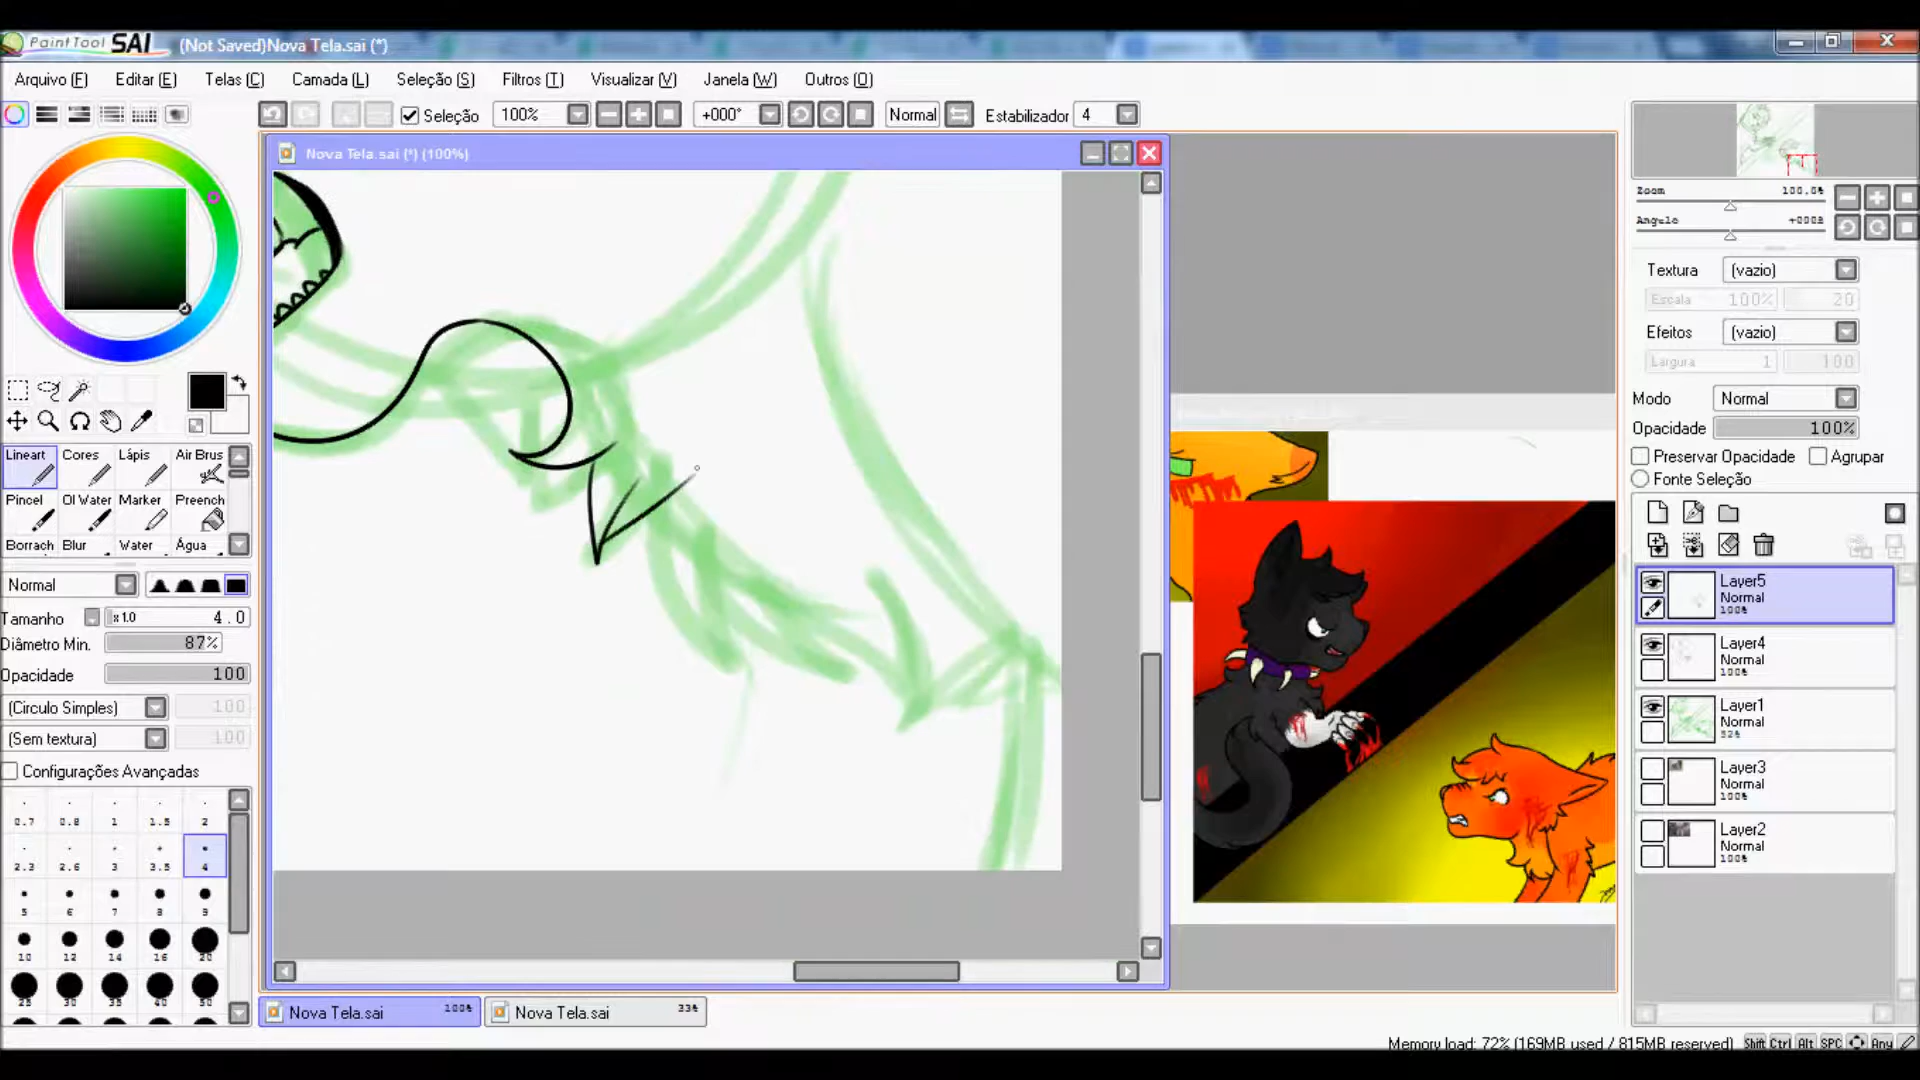 PaintTool SAI (Not Saved)Nova Tela.sai (*)
Arquivo (F) Editar (E) Telas (C) Camada (L) Seleção (S) Filtros (T) Visualizar (V) Janela (W) Outros (O)
Seleção 100% +000° Normal Estabilizador 4
Nova Tela.sai (*) (100%)
Zoom 100.0%
Angulo +000°
Textura (vazio)
Escala 100% 20
Efeitos (vazio)
Largura 1 100
Modo Normal
Opacidade 100%
Preservar Opacidade Agrupar
Fonte Seleção
Lineart Cores Lápis Air Brus
Pincel Ol Water Marker Preench
Borrach Blur Water Água
Normal
Tamanho x1.0 4.0
Diâmetro Min. 87%
Opacidade 100
(Circulo Simples) 100
(Sem textura) 100
Configurações Avançadas
0.7 0.8 1 1.5 2
2.3 2.6 3 3.5 4
5 6 7 8 9
10 12 14 16 20
25 30 35 40 50
Layer5
Normal
100%
Layer4
Normal
100%
Layer1
Normal
32%
Layer3
Normal
100%
Layer2
Normal
100%
Nova Tela.sai 100% Nova Tela.sai 33%
Memory load: 72% (169MB used / 815MB reserved) Shift Ctrl Alt SPC Any